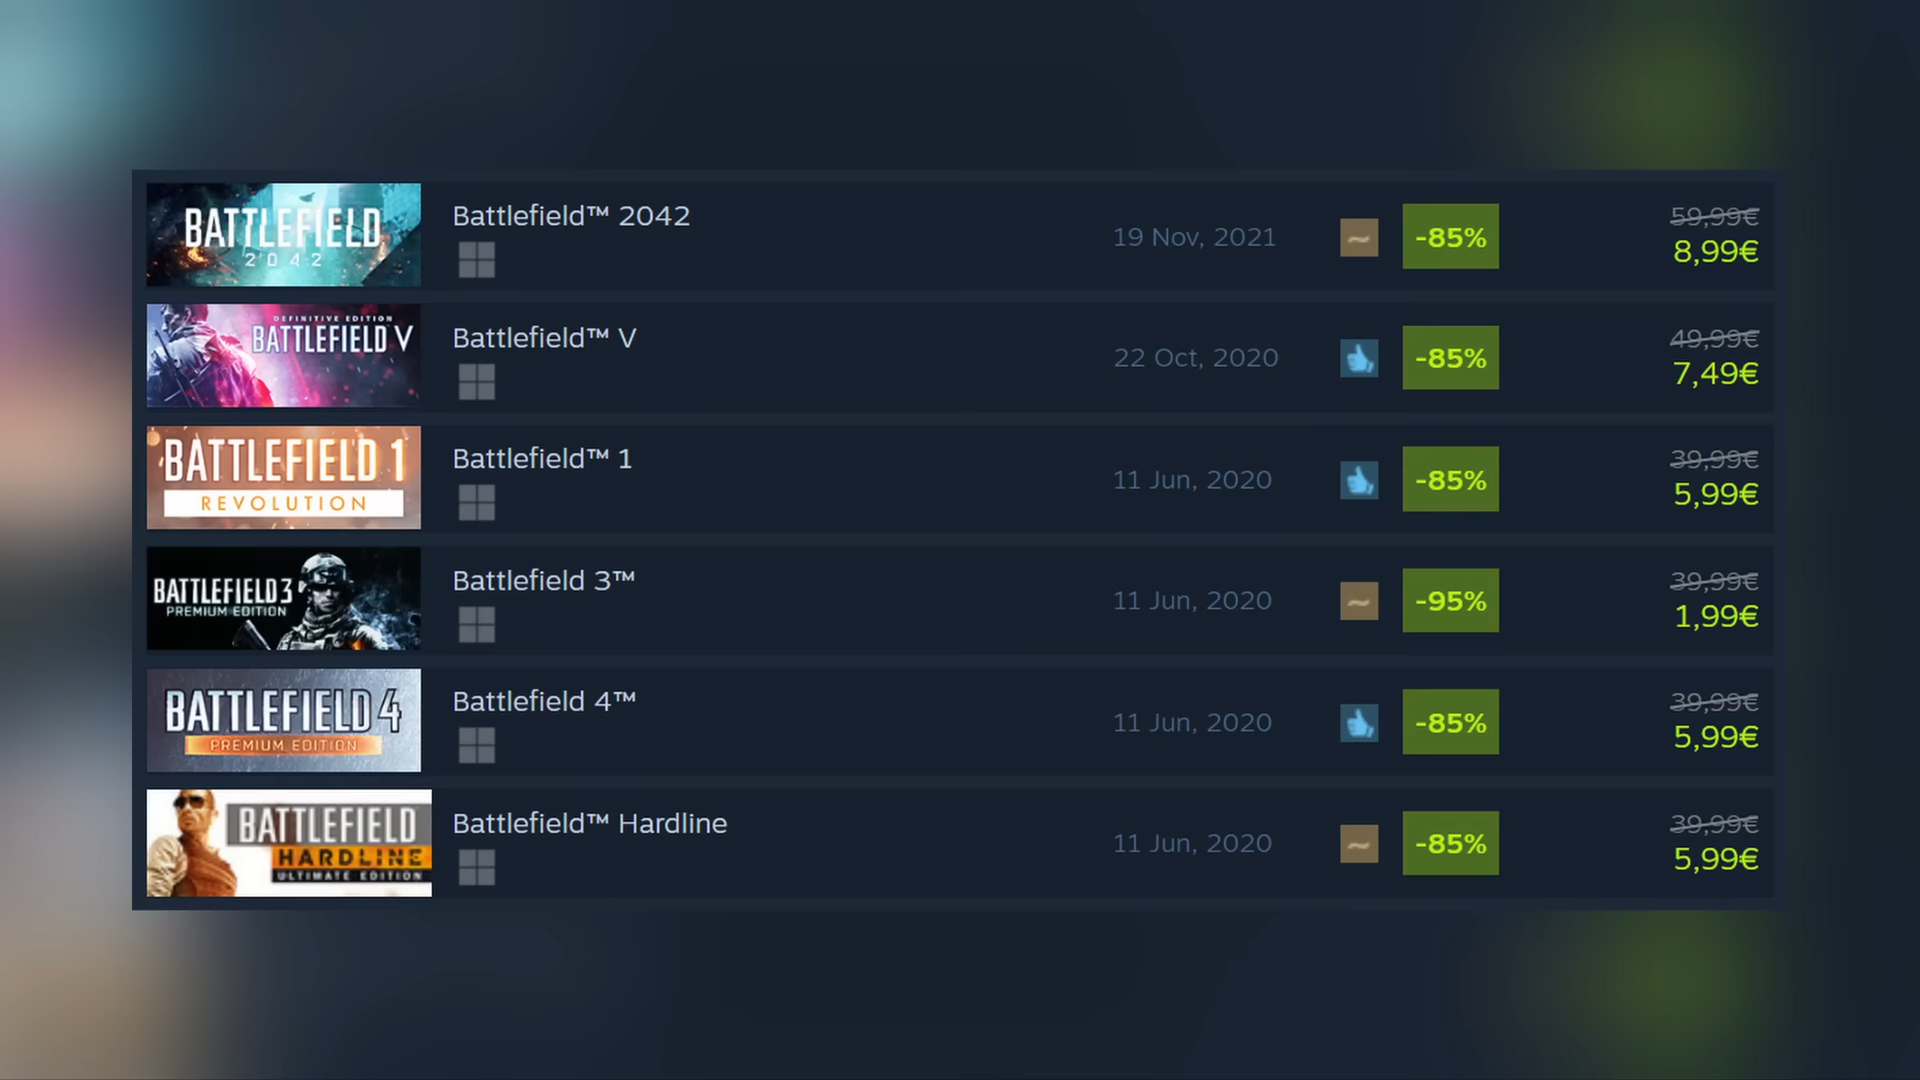 BATTLEFIELD
2042
Battlefield™ 2042
19 Nov, 2021
-85%
59,99€
8,99€
DEFINITIVE EDITION
BATTLEFIELD V
Battlefield™ V
22 Oct, 2020
-85%
49,99€
7,49€
BATTLEFIELD 1
REVOLUTION
Battlefield™ 1
11 Jun, 2020
-85%
39,99€
5,99€
BATTLEFIELD 3
PREMIUM EDITION
Battlefield 3™
11 Jun, 2020
-95%
39,99€
1,99€
BATTLEFIELD 4
PREMIUM EDITION
Battlefield 4™
11 Jun, 2020
-85%
39,99€
5,99€
BATTLEFIELD
HARDLINE
ULTIMATE EDITION
Battlefield™ Hardline
11 Jun, 2020
-85%
39,99€
5,99€